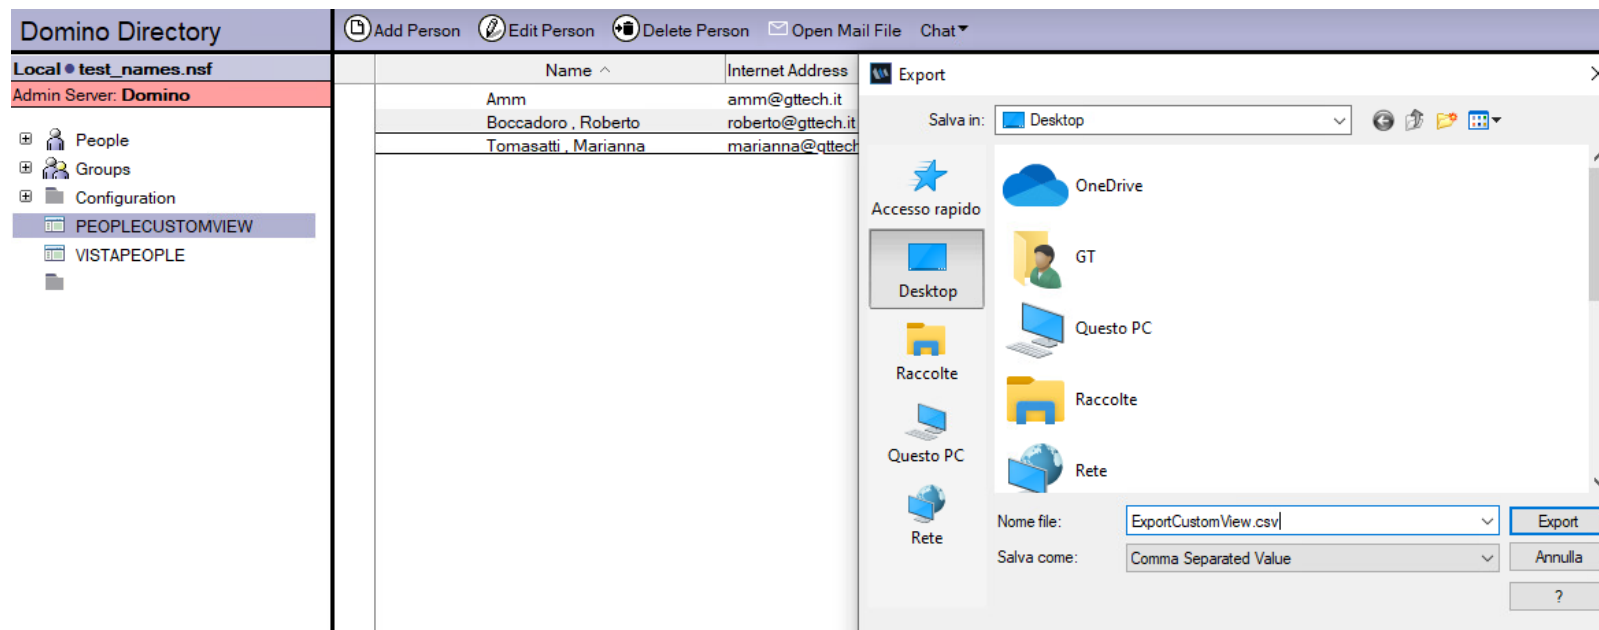 Domino Directory
Add Person Edit Person Delete Person Open Mail File Chat
Local test_names.nsf
Admin Server: Domino
People
Groups
Configuration
PEOPLECUSTOMVIEW
VISTAPEOPLE
Name Internet Address
Amm amm@gttech.it
Boccadoro , Roberto roberto@gttech.it
Tomasatti , Marianna marianna@gttech
Export
Salva in: Desktop
Accesso rapido
Desktop
Raccolte
Questo PC
Rete
OneDrive
GT
Questo PC
Raccolte
Rete
Nome file: ExportCustomView.csv Export
Salva come: Comma Separated Value Annulla
?